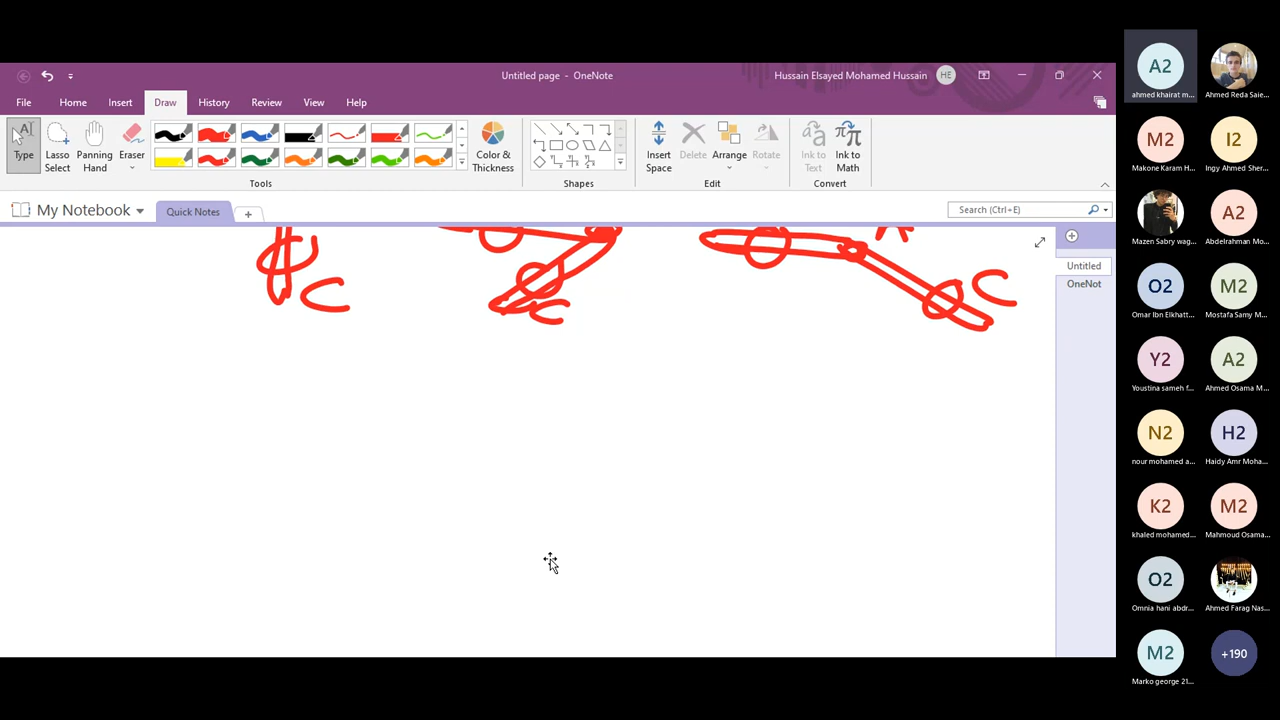 Untitled page - OneNote
Hussain Elsayed Mohamed Hussain
HE
File Home Insert Draw History Review View Help
Type
Lasso Select
Panning Hand
Eraser
Color & Thickness
Insert Space
Delete
Arrange
Rotate
Ink to Text
Ink to Math
Tools
Shapes
Edit
Convert
My Notebook
Quick Notes
Search (Ctrl+E)
Untitled
OneNot
C
C
C
A2
ahmed khairat m...
Ahmed Reda Saie...
M2
Makone Karam H...
I2
Ingy Ahmed Sher...
Mazen Sabry wag...
A2
Abdelrahman Mo...
O2
Omar Ibn Elkhatt...
M2
Mostafa Samy M...
Y2
Youstina sameh f...
A2
Ahmed Osama M...
N2
nour mohamed a...
H2
Haidy Amr Moha...
K2
khaled mohamed...
M2
Mahmoud Osama...
O2
Omnia hani abdr...
Ahmed Farag Nas...
M2
Marko george 21...
+190